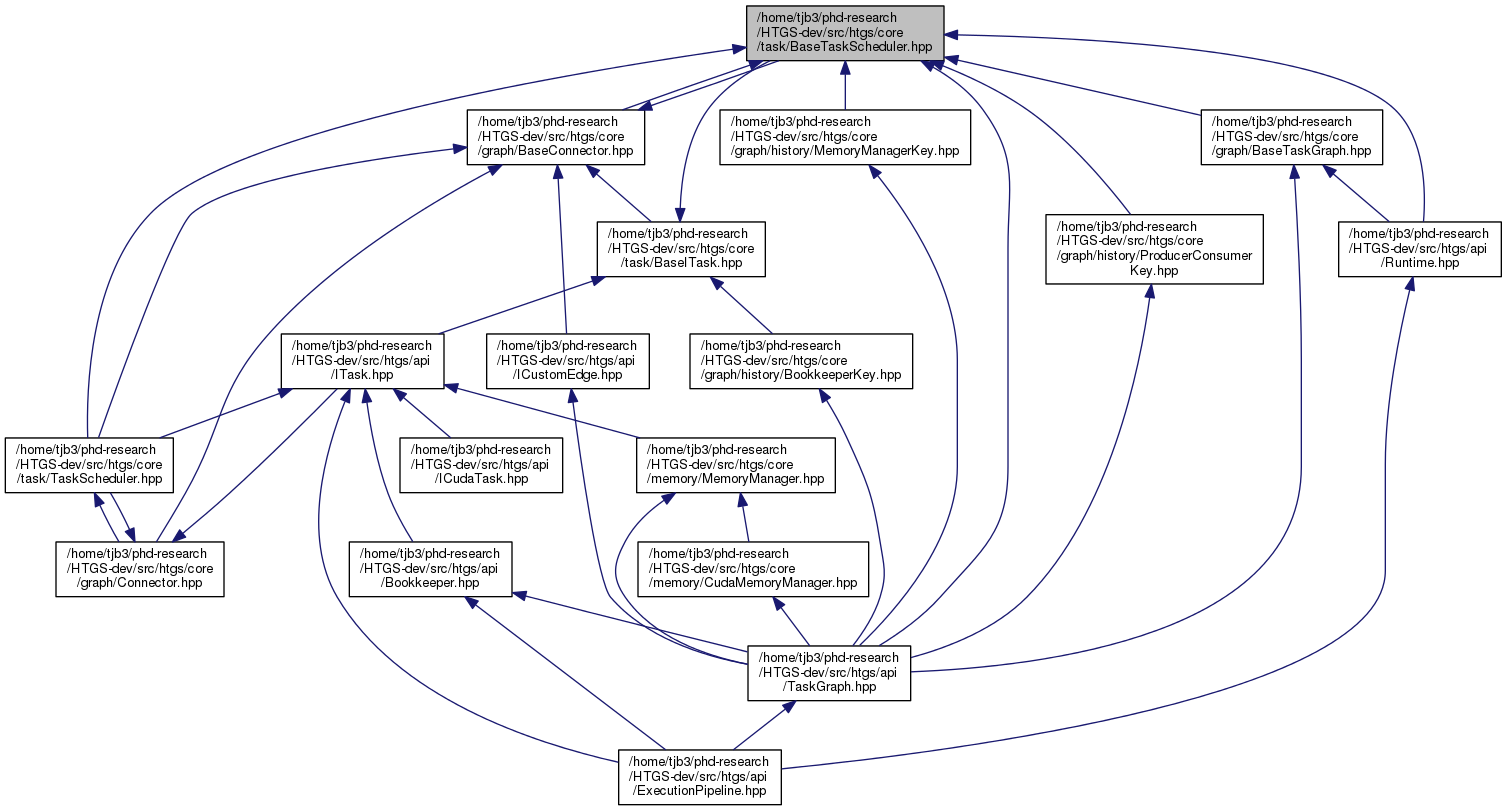 /home/tjb3/phd-research
/HTGS-dev/src/htgs/core
/task/BaseTaskScheduler.hpp
/home/tjb3/phd-research
/HTGS-dev/src/htgs/core
/graph/BaseConnector.hpp
/home/tjb3/phd-research
/HTGS-dev/src/htgs/core
/graph/history/MemoryManagerKey.hpp
/home/tjb3/phd-research
/HTGS-dev/src/htgs/core
/graph/BaseTaskGraph.hpp
/home/tjb3/phd-research
/HTGS-dev/src/htgs/core
/task/BaseITask.hpp
/home/tjb3/phd-research
/HTGS-dev/src/htgs/core
/graph/history/ProducerConsumer
Key.hpp
/home/tjb3/phd-research
/HTGS-dev/src/htgs/api
/Runtime.hpp
/home/tjb3/phd-research
/HTGS-dev/src/htgs/api
/ITask.hpp
/home/tjb3/phd-research
/HTGS-dev/src/htgs/api
/ICustomEdge.hpp
/home/tjb3/phd-research
/HTGS-dev/src/htgs/core
/graph/history/BookkeeperKey.hpp
/home/tjb3/phd-research
/HTGS-dev/src/htgs/core
/task/TaskScheduler.hpp
/home/tjb3/phd-research
/HTGS-dev/src/htgs/api
/ICudaTask.hpp
/home/tjb3/phd-research
/HTGS-dev/src/htgs/core
/memory/MemoryManager.hpp
/home/tjb3/phd-research
/HTGS-dev/src/htgs/core
/graph/Connector.hpp
/home/tjb3/phd-research
/HTGS-dev/src/htgs/api
/Bookkeeper.hpp
/home/tjb3/phd-research
/HTGS-dev/src/htgs/core
/memory/CudaMemoryManager.hpp
/home/tjb3/phd-research
/HTGS-dev/src/htgs/api
/TaskGraph.hpp
/home/tjb3/phd-research
/HTGS-dev/src/htgs/api
/ExecutionPipeline.hpp